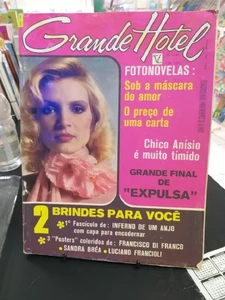 Grande Hotel
FOTONOVELAS:
Sob a máscara
do amor
O preço de
uma carta
Chico Anísio
é muito tímido
GRANDE FINAL
DE
"EXPULSA"
2 BRINDES PARA VOCÊ
1º Fascículo de: INFERNO DE UM ANJO
com capa para encadernar
3 "Posters" coloridos de: FRANCISCO DI FRANCO
SANDRA BRÉA LUCIANO FRANCIOLI